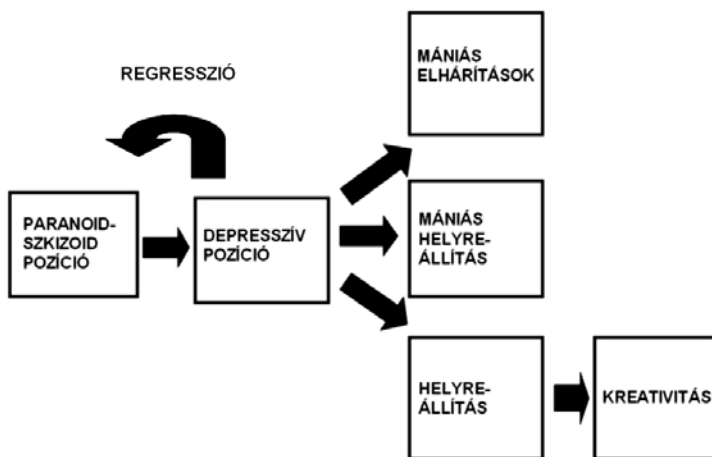 REGRESSZIÓ
PARANOID-
SZKIZOID
POZÍCIÓ
DEPRESSZÍV
POZÍCIÓ
MÁNIÁS
ELHÁRÍTÁSOK
MÁNIÁS
HELYRE-
ÁLLÍTÁS
HELYRE-
ÁLLÍTÁS
KREATIVITÁS